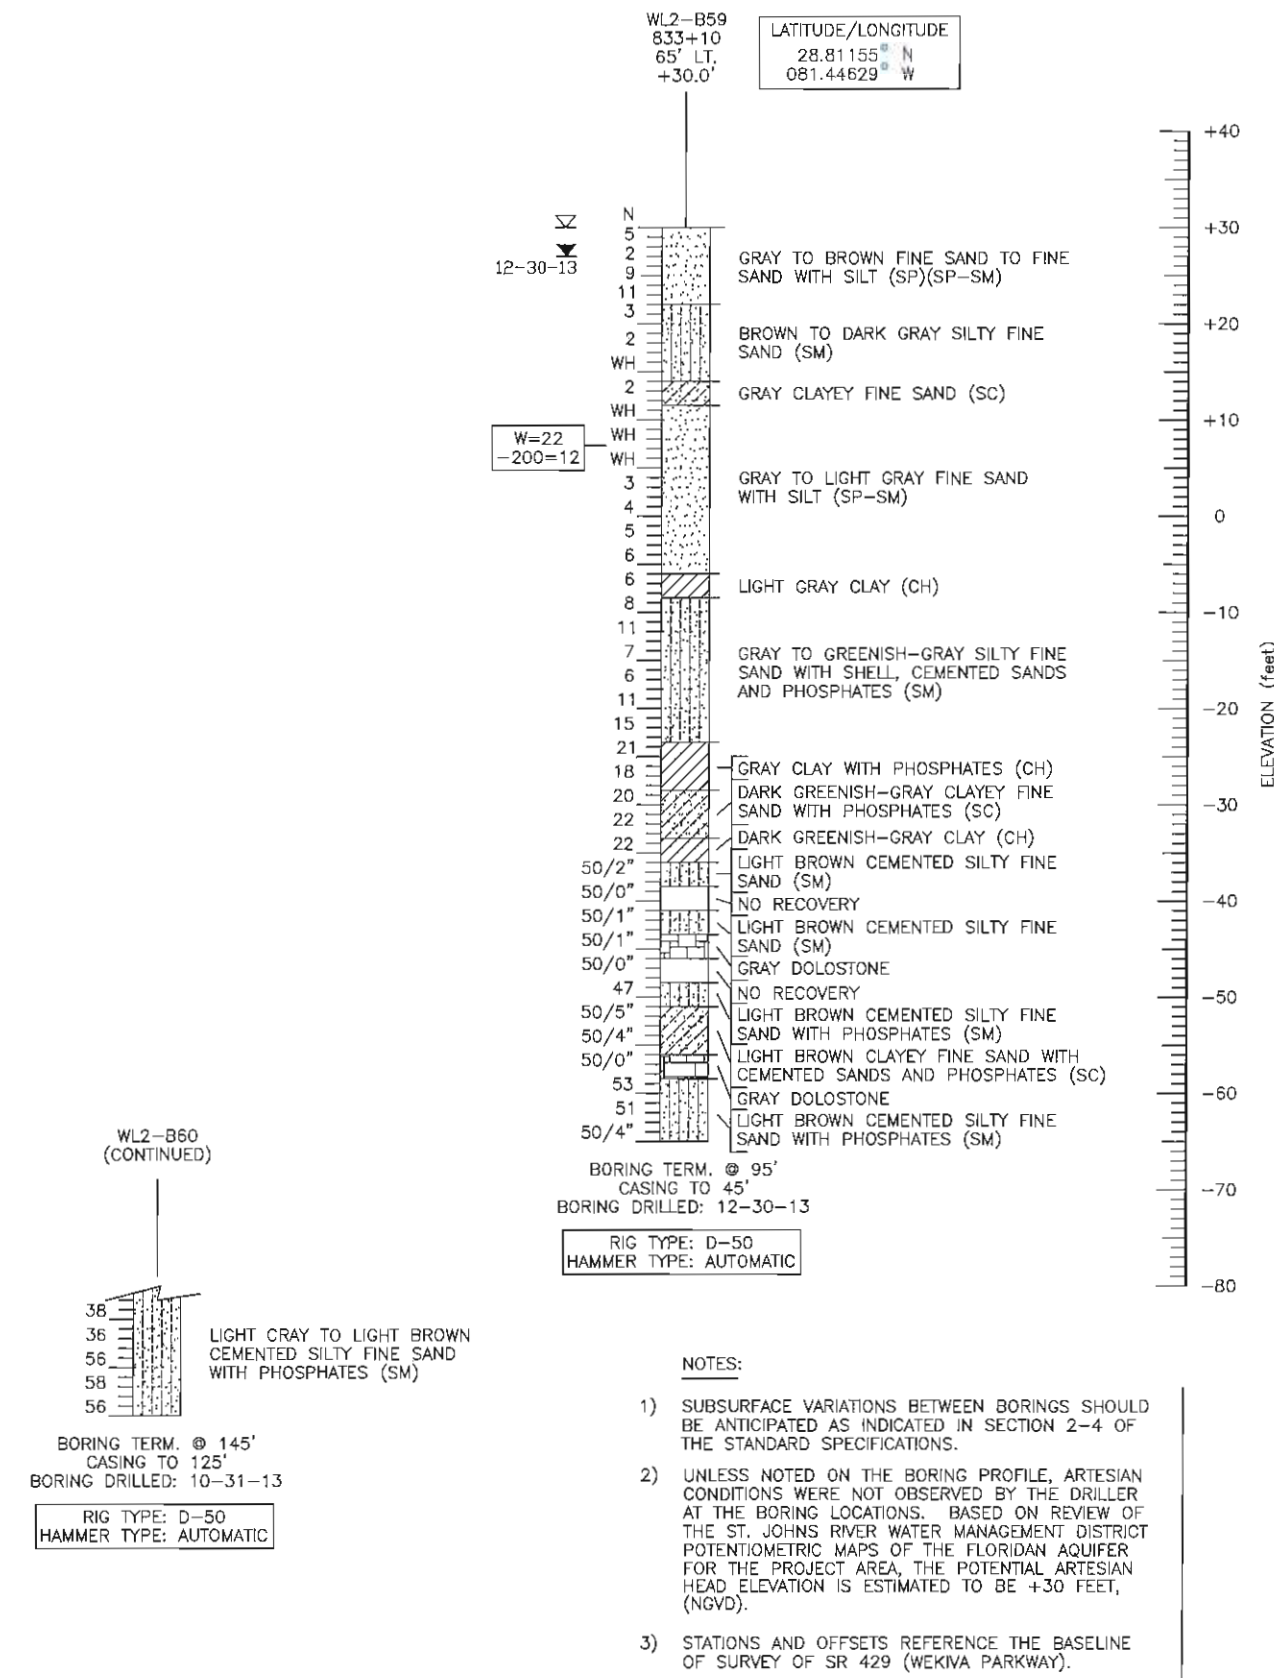 WL2-B59
833+10
65' LT.
+30.0'
LATITUDE/LONGITUDE
28.81155° N
081.44629° W
+40
+30
+20
+10
0
-10
-20
-30
-40
-50
-60
-70
-80
ELEVATION (feet)
12-30-13
N
5
2
9
11
3
2
WH
2
WH
WH
WH
3
4
5
6
6
8
11
7
6
11
15
21
18
20
22
22
50/2"
50/0"
50/1"
50/1"
50/0"
47
50/5"
50/4"
50/0"
53
51
50/4"
W=22
-200=12
GRAY TO BROWN FINE SAND TO FINE
SAND WITH SILT (SP)(SP-SM)
BROWN TO DARK GRAY SILTY FINE
SAND (SM)
GRAY CLAYEY FINE SAND (SC)
GRAY TO LIGHT GRAY FINE SAND
WITH SILT (SP-SM)
LIGHT GRAY CLAY (CH)
GRAY TO GREENISH-GRAY SILTY FINE
SAND WITH SHELL, CEMENTED SANDS
AND PHOSPHATES (SM)
GRAY CLAY WITH PHOSPHATES (CH)
DARK GREENISH-GRAY CLAYEY FINE
SAND WITH PHOSPHATES (SC)
DARK GREENISH-GRAY CLAY (CH)
LIGHT BROWN CEMENTED SILTY FINE
SAND (SM)
NO RECOVERY
LIGHT BROWN CEMENTED SILTY FINE
SAND (SM)
GRAY DOLOSTONE
NO RECOVERY
LIGHT BROWN CEMENTED SILTY FINE
SAND WITH PHOSPHATES (SM)
LIGHT BROWN CLAYEY FINE SAND WITH
CEMENTED SANDS AND PHOSPHATES (SC)
GRAY DOLOSTONE
LIGHT BROWN CEMENTED SILTY FINE
SAND WITH PHOSPHATES (SM)
BORING TERM. @ 95'
CASING TO 45'
BORING DRILLED: 12-30-13
RIG TYPE: D-50
HAMMER TYPE: AUTOMATIC
WL2-B60
(CONTINUED)
38
36
56
58
56
LIGHT CRAY TO LIGHT BROWN
CEMENTED SILTY FINE SAND
WITH PHOSPHATES (SM)
BORING TERM. @ 145'
CASING TO 125'
BORING DRILLED: 10-31-13
RIG TYPE: D-50
HAMMER TYPE: AUTOMATIC
NOTES:
1) SUBSURFACE VARIATIONS BETWEEN BORINGS SHOULD
BE ANTICIPATED AS INDICATED IN SECTION 2-4 OF
THE STANDARD SPECIFICATIONS.
2) UNLESS NOTED ON THE BORING PROFILE, ARTESIAN
CONDITIONS WERE NOT OBSERVED BY THE DRILLER
AT THE BORING LOCATIONS. BASED ON REVIEW OF
THE ST. JOHNS RIVER WATER MANAGEMENT DISTRICT
POTENTIOMETRIC MAPS OF THE FLORIDAN AQUIFER
FOR THE PROJECT AREA, THE POTENTIAL ARTESIAN
HEAD ELEVATION IS ESTIMATED TO BE +30 FEET,
(NGVD).
3) STATIONS AND OFFSETS REFERENCE THE BASELINE
OF SURVEY OF SR 429 (WEKIVA PARKWAY).